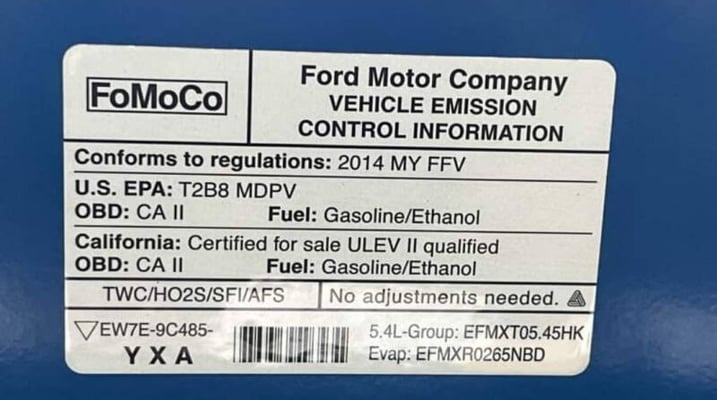 FoMoCo
Ford Motor Company
VEHICLE EMISSION
CONTROL INFORMATION
Conforms to regulations: 2014 MY FFV
U.S. EPA: T2B8 MDPV
OBD: CA II Fuel: Gasoline/Ethanol
California: Certified for sale ULEV II qualified
OBD: CA II Fuel: Gasoline/Ethanol
TWC/HO2S/SFI/AFS No adjustments needed.
EW7E-9C485- 5.4L-Group: EFMXT05.45HK
YXA Evap: EFMXR0265NBD